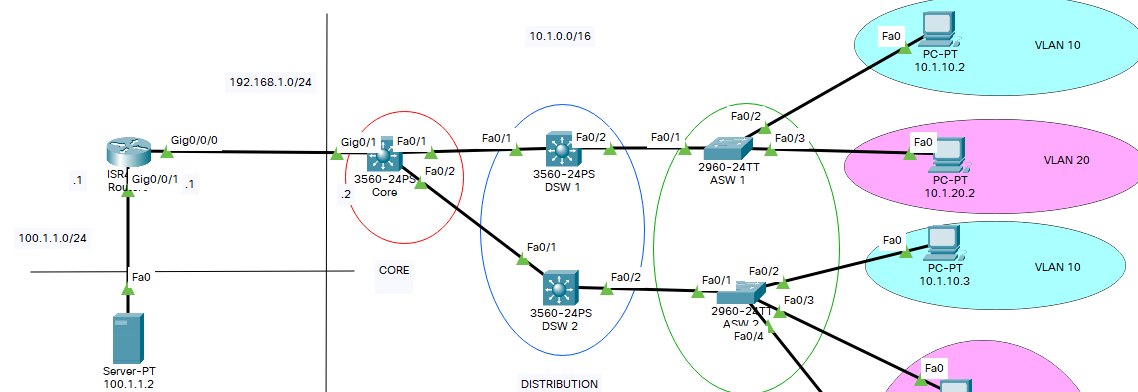 10.1.0.0/16
192.168.1.0/24
Fa0
PC-PT
10.1.10.2
VLAN 10
Gig0/0/0
Gig0/1
Fa0/1
Fa0/1
Fa0/2
Fa0/1
Fa0/2
Fa0/3
.1
Gig0/0/1
.1
3560-24PS
Core
Fa0/2
.2
3560-24PS
DSW 1
2960-24TT
ASW 1
Fa0
PC-PT
10.1.20.2
VLAN 20
100.1.1.0/24
CORE
Fa0/1
Fa0/2
3560-24PS
DSW 2
Fa0/1
Fa0/2
2960-24TT
ASW 2
Fa0/3
Fa0/4
Fa0
PC-PT
10.1.10.3
VLAN 10
Fa0
Server-PT
100.1.1.2
DISTRIBUTION
Fa0